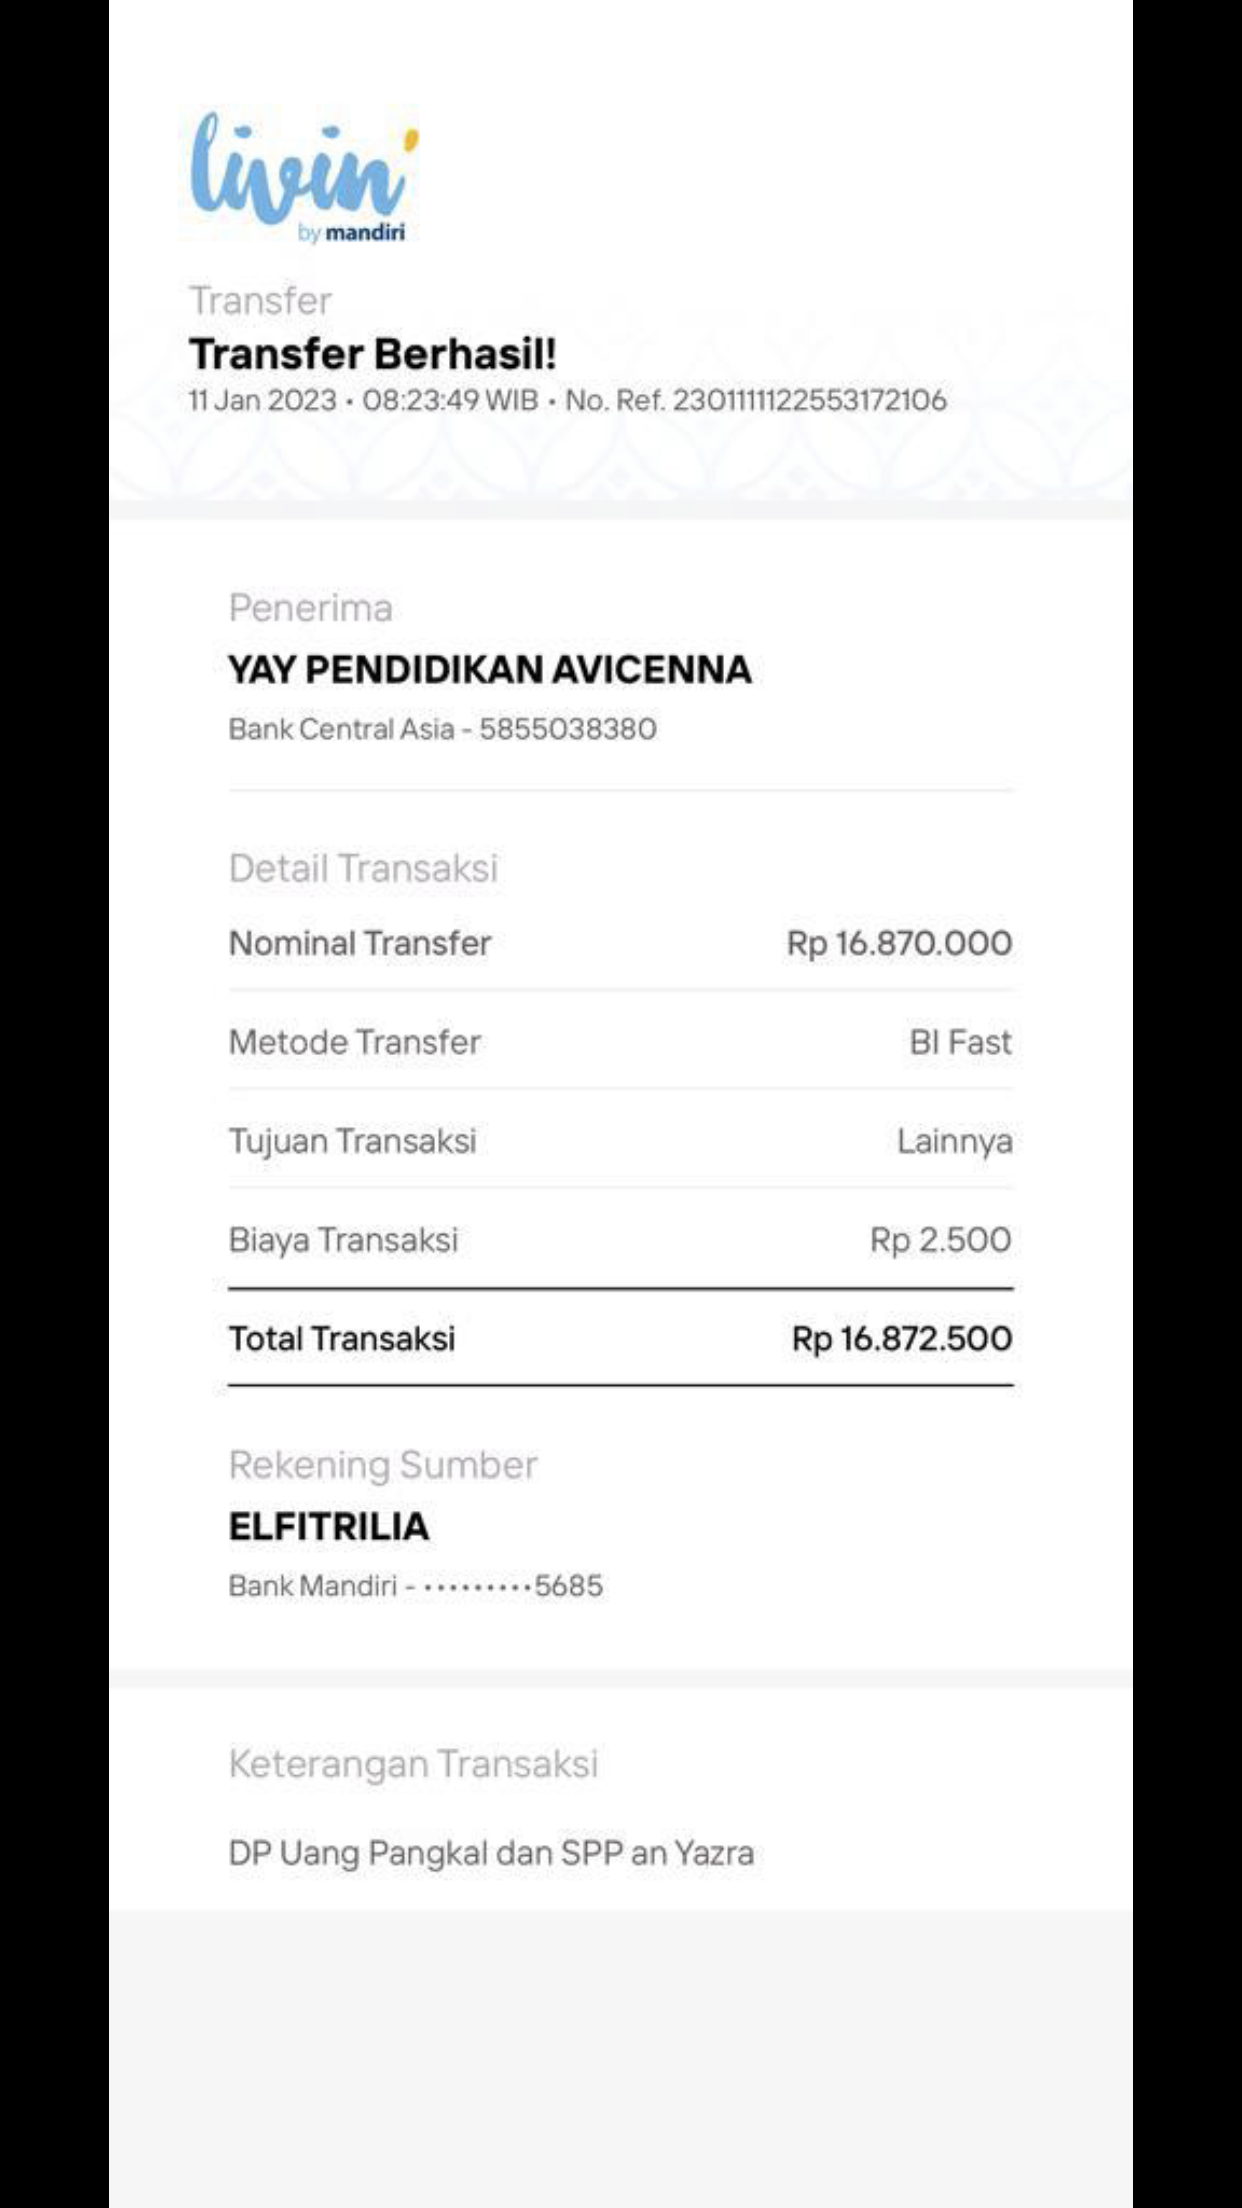 livin'
by mandiri
Transfer
Transfer Berhasil!
11 Jan 2023 • 08:23:49 WIB • No. Ref. 2301111122553172106
Penerima
YAY PENDIDIKAN AVICENNA
Bank Central Asia - 5855038380
Detail Transaksi
Nominal Transfer Rp 16.870.000
Metode Transfer BI Fast
Tujuan Transaksi Lainnya
Biaya Transaksi Rp 2.500
Total Transaksi Rp 16.872.500
Rekening Sumber
ELFITRILIA
Bank Mandiri - •••••••••5685
Keterangan Transaksi
DP Uang Pangkal dan SPP an Yazra